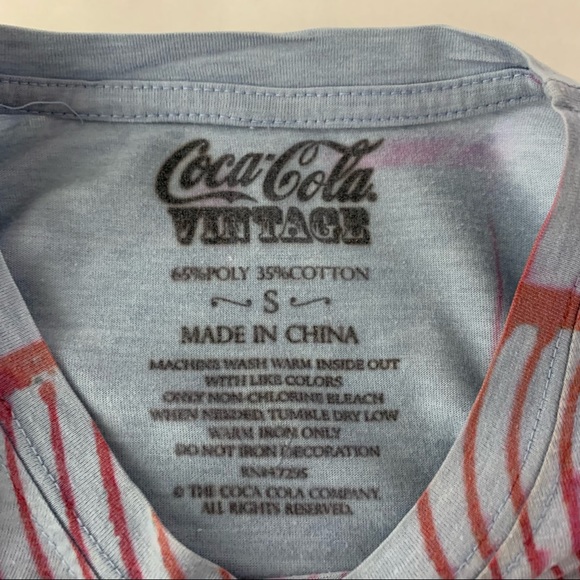 Coca-Cola
VINTAGE
65%POLY 35%COTTON
S
MADE IN CHINA
MACHINE WASH WARM INSIDE OUT
WITH LIKE COLORS
ONLY NON-CHLORINE BLEACH
WHEN NEEDED, TUMBLE DRY LOW
WARM IRON ONLY
DO NOT IRON DECORATION
© THE COCA COLA COMPANY.
ALL RIGHTS RESERVED.